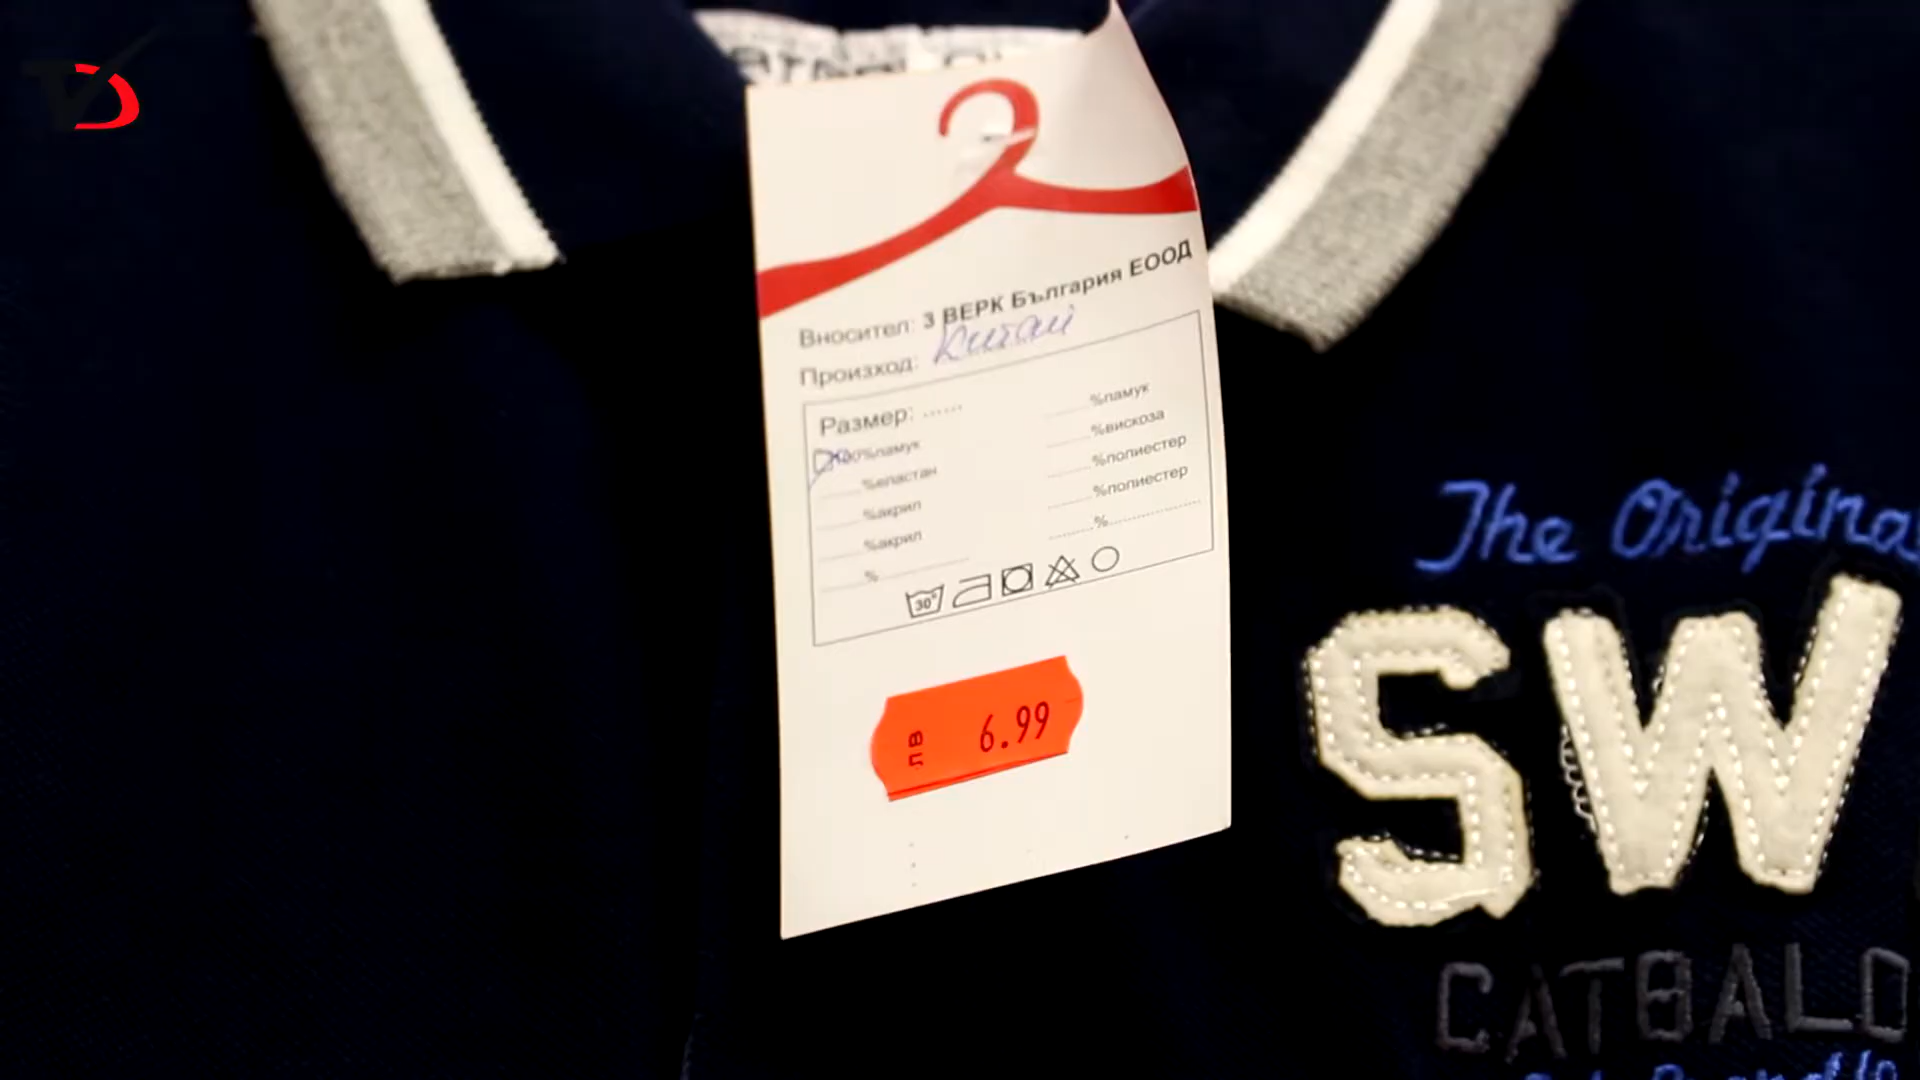 Вносител: 3 ВЕРК България ЕООД
Произход: Китай
Размер: ......
100%памук
%еластан
%акрил
%акрил
%
%памук
%вискоза
%полиестер
%полиестер
%
30°
лв 6.99
The Origina
SW
CATBALO